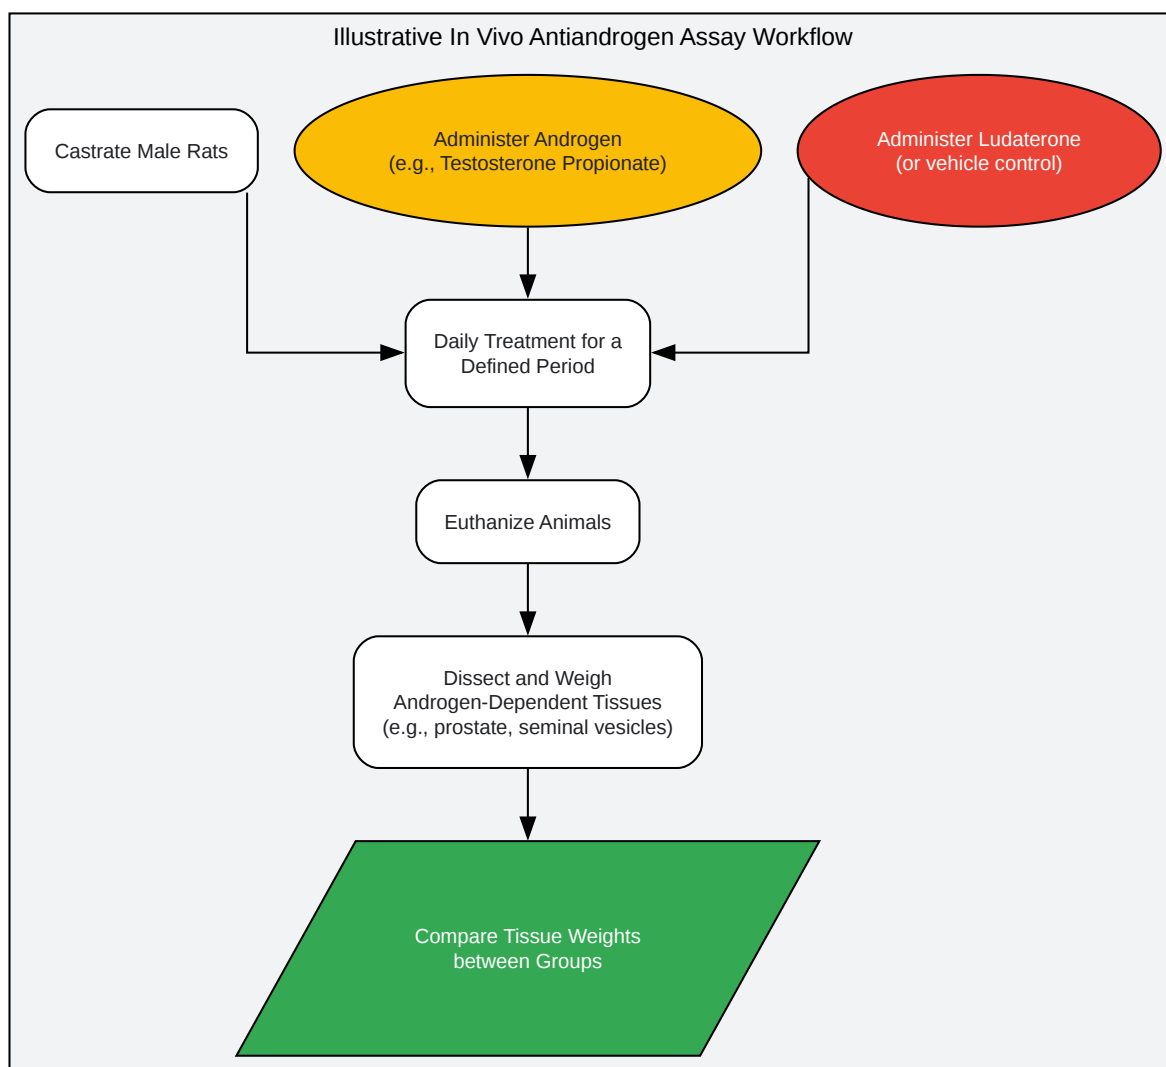 Illustrative In Vivo Antiandrogen Assay Workflow
Castrate Male Rats
Administer Androgen
(e.g., Testosterone Propionate)
Administer Ludaterone
(or vehicle control)
Daily Treatment for a
Defined Period
Euthanize Animals
Dissect and Weigh
Androgen-Dependent Tissues
(e.g., prostate, seminal vesicles)
Compare Tissue Weights
between Groups